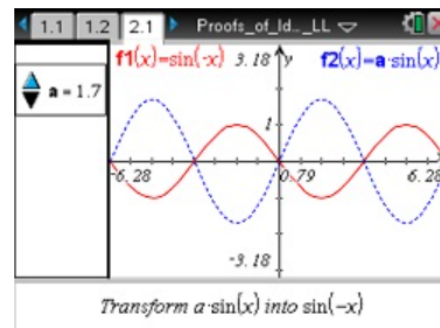 1.1 1.2 2.1 Proofs_of_Id..._LL
f1(x)=sin(-x) 3.18 y f2(x)=a·sin(x)
a = 1.7
1
-6.28 0.79 6.28
-3.18
Transform a·sin(x) into sin(-x)